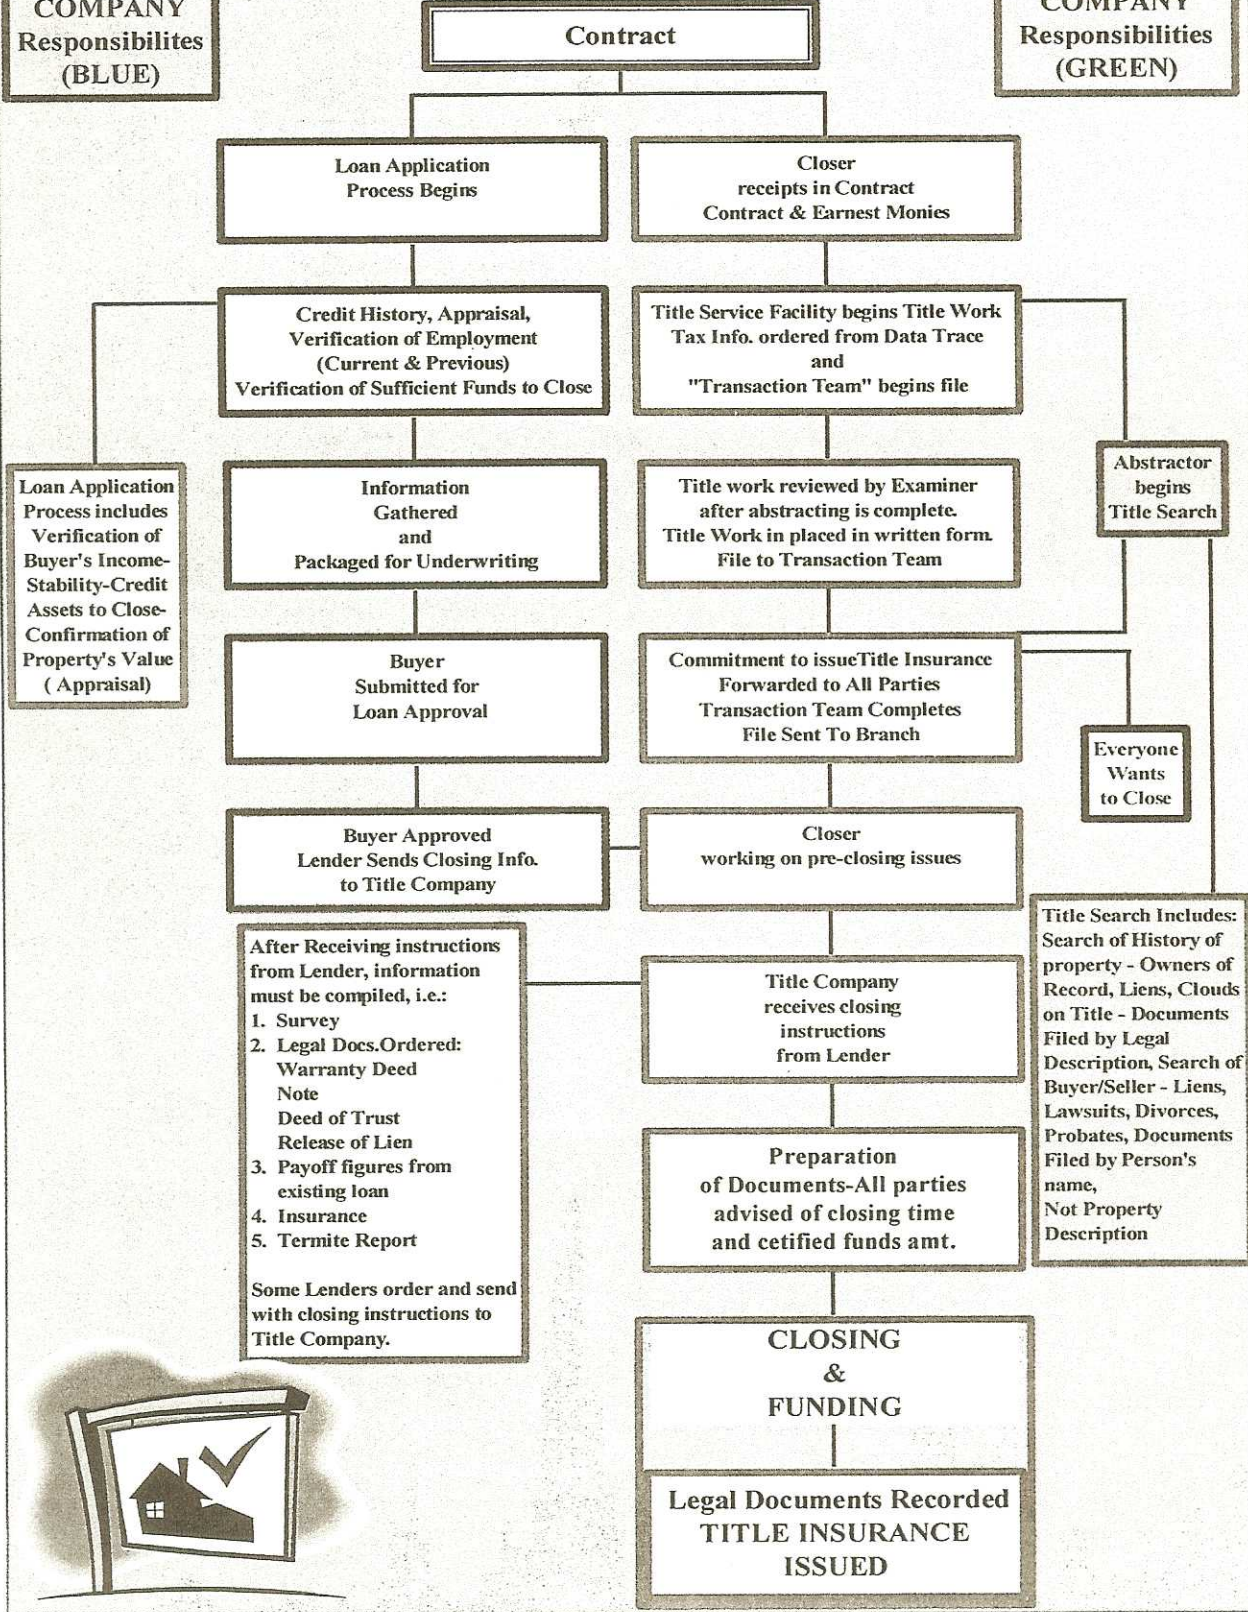 COMPANY
Responsibilites
(BLUE)
Contract
COMPANY
Responsibilities
(GREEN)
Loan Application
Process Begins
Closer
receipts in Contract
Contract & Earnest Monies
Credit History, Appraisal,
Verification of Employment
(Current & Previous)
Verification of Sufficient Funds to Close
Title Service Facility begins Title Work
Tax Info. ordered from Data Trace
and
"Transaction Team" begins file
Loan Application
Process includes
Verification of
Buyer's Income-
Stability-Credit
Assets to Close-
Confirmation of
Property's Value
( Appraisal)
Information
Gathered
and
Packaged for Underwriting
Title work reviewed by Examiner
after abstracting is complete.
Title Work in placed in written form.
File to Transaction Team
Abstractor
begins
Title Search
Buyer
Submitted for
Loan Approval
Commitment to issueTitle Insurance
Forwarded to All Parties
Transaction Team Completes
File Sent To Branch
Everyone
Wants
to Close
Buyer Approved
Lender Sends Closing Info.
to Title Company
Closer
working on pre-closing issues
After Receiving instructions
from Lender, information
must be compiled, i.e.:
1. Survey
2. Legal Docs.Ordered:
Warranty Deed
Note
Deed of Trust
Release of Lien
3. Payoff figures from
existing loan
4. Insurance
5. Termite Report
Some Lenders order and send
with closing instructions to
Title Company.
Title Company
receives closing
instructions
from Lender
Title Search Includes:
Search of History of
property - Owners of
Record, Liens, Clouds
on Title - Documents
Filed by Legal
Description, Search of
Buyer/Seller - Liens,
Lawsuits, Divorces,
Probates, Documents
Filed by Person's
name,
Not Property
Description
Preparation
of Documents-All parties
advised of closing time
and cetified funds amt.
CLOSING
&
FUNDING
Legal Documents Recorded
TITLE INSURANCE
ISSUED